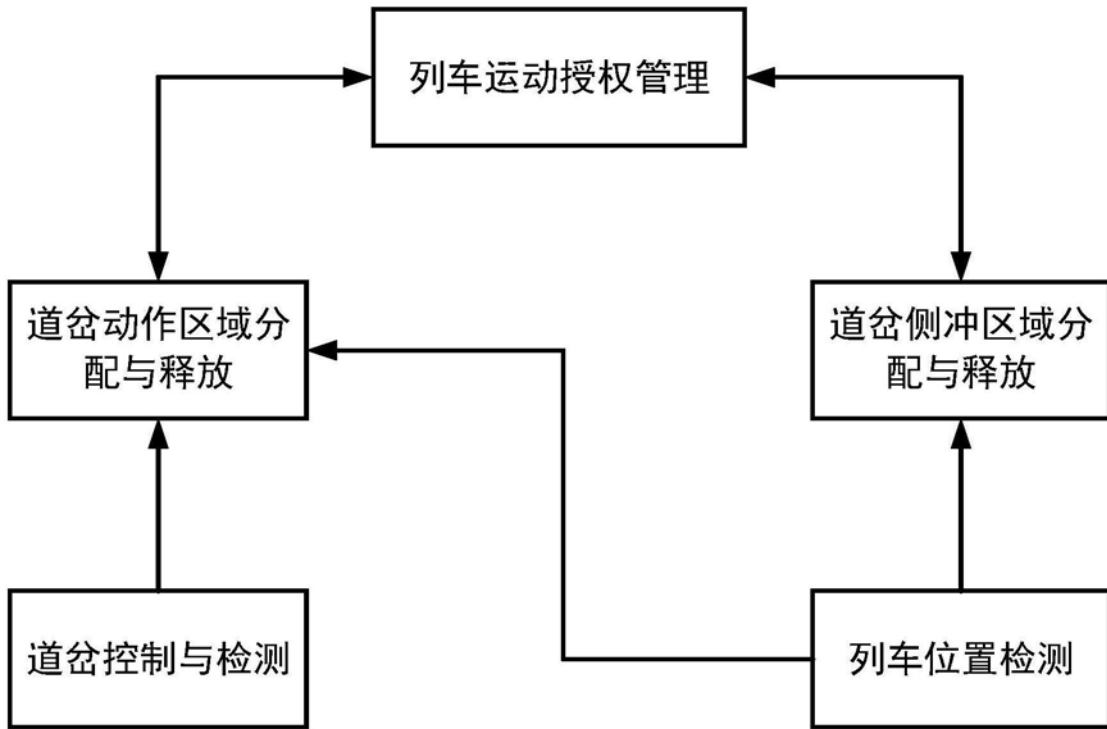 列车运动授权管理
道岔动作区域分
配与释放
道岔侧冲区域分
配与释放
道岔控制与检测
列车位置检测